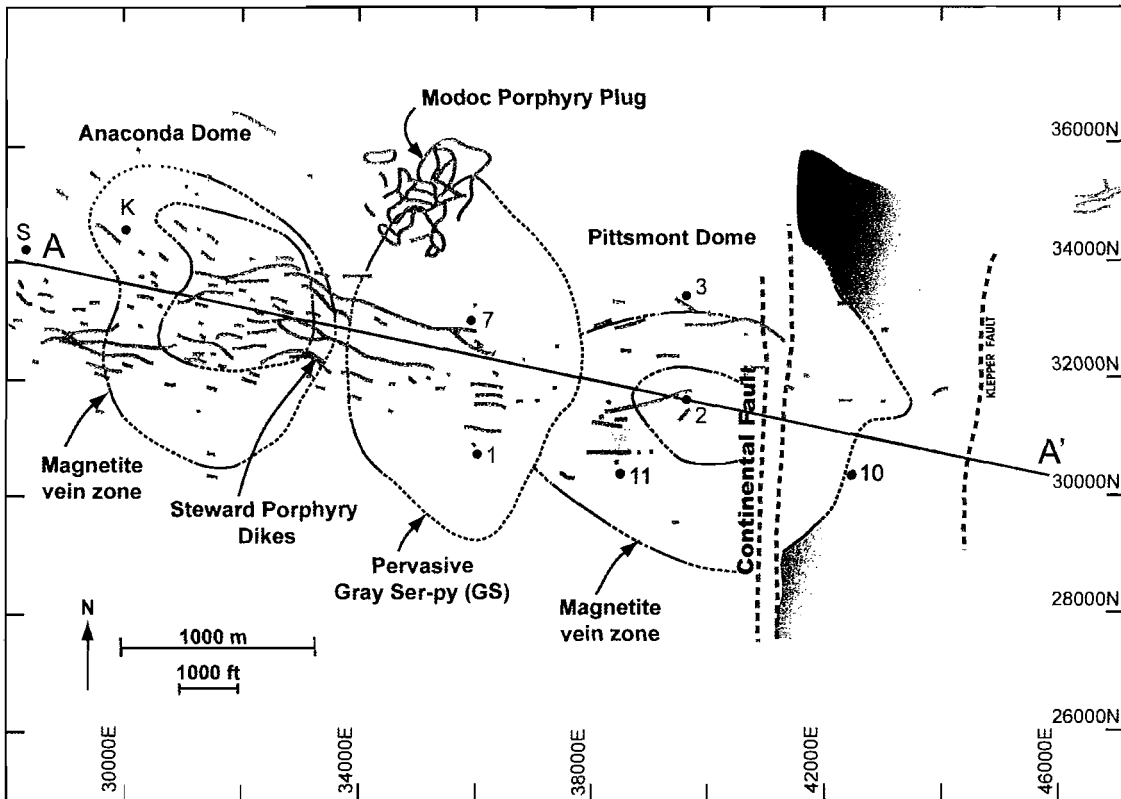 Modoc Porphyry Plug
Anaconda Dome
36000N
K
S
A
Pittsmont Dome
34000N
3
7
KLEPPER FAULT
32000N
2
Continental Fault
1
11
10
A'
30000N
Magnetite
vein zone
Steward Porphyry
Dikes
Pervasive
Gray Ser-py (GS)
Magnetite
vein zone
28000N
N
1000 m
1000 ft
26000N
30000E
34000E
38000E
42000E
46000E